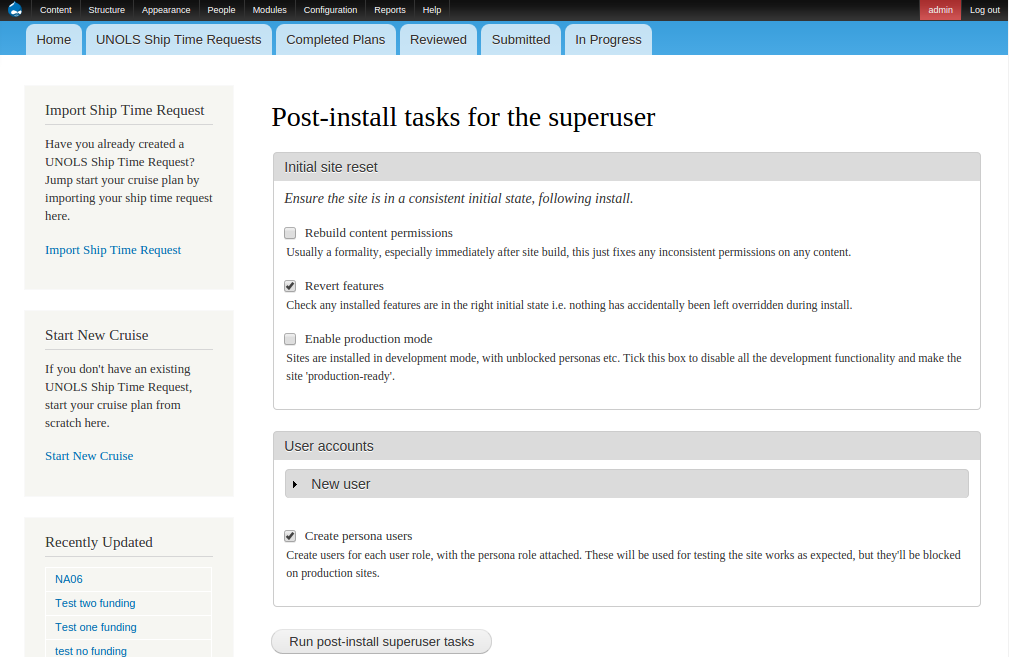 Content Structure Appearance People Modules Configuration Reports Help admin Log out
Home UNOLS Ship Time Requests Completed Plans Reviewed Submitted In Progress
Import Ship Time Request
Have you already created a
UNOLS Ship Time Request?
Jump start your cruise plan by
importing your ship time request
here.
Import Ship Time Request
Start New Cruise
If you don't have an existing
UNOLS Ship Time Request,
start your cruise plan from
scratch here.
Start New Cruise
Recently Updated
NA06
Test two funding
Test one funding
test no funding
Post-install tasks for the superuser
Initial site reset
Ensure the site is in a consistent initial state, following install.
Rebuild content permissions
Usually a formality, especially immediately after site build, this just fixes any inconsistent permissions on any content.
Revert features
Check any installed features are in the right initial state i.e. nothing has accidentally been left overridden during install.
Enable production mode
Sites are installed in development mode, with unblocked personas etc. Tick this box to disable all the development functionality and make the
site 'production-ready'.
User accounts
New user
Create persona users
Create users for each user role, with the persona role attached. These will be used for testing the site works as expected, but they'll be blocked
on production sites.
Run post-install superuser tasks